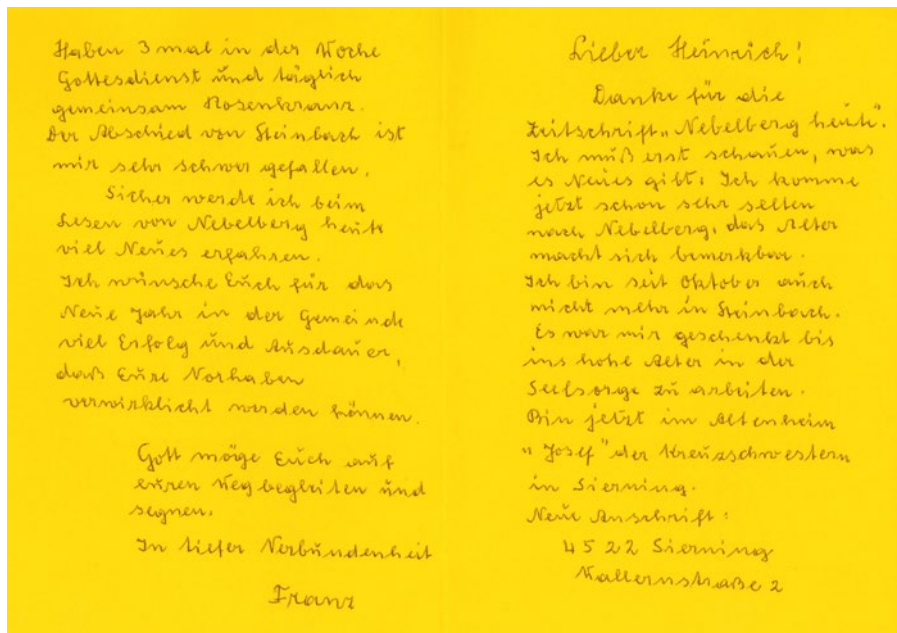 Lieber Heinrich!
Danke für die
Zeitschrift „Nebelberg heute".
Ich muß erst schauen, was
es Neues gibt. Ich komme
jetzt schon sehr selten
nach Nebelberg, das Alter
macht sich bemerkbar.
Ich bin seit Oktober auch
nicht mehr in Steinbach.
Es war mir geschenkt bis
ins hohe Alter in der
Seelsorge zu arbeiten.
Bin jetzt im Altenheim
„Josef" der Kreuzschwestern
in Sierning.
Neue Anschrift:
4522 Sierning
Wallernstraße 2
Haben 3 mal in der Woche
Gottesdienst und täglich
gemeinsam Rosenkranz.
Der Abschied von Steinbach ist
mir sehr schwer gefallen.
Sicher werde ich beim
Lesen von Nebelberg heute
viel Neues erfahren.
Ich wünsche Euch für das
Neue Jahr in der Gemeinde
viel Erfolg und Ausdauer,
daß Eure Vorhaben
verwirklicht werden können.
Gott möge Euch auf
euren Weg begleiten und
segnen.
In tiefer Verbundenheit
Franz